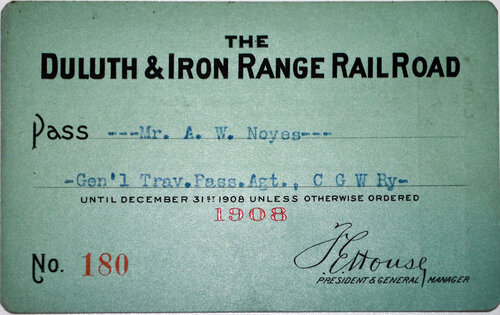 THE
DULUTH & IRON RANGE RAIL ROAD
Pass ---Mr. A. W. Noyes---
-Gen'l Trav.Pass.Agt., C G W Ry-
UNTIL DECEMBER 31ST 1908 UNLESS OTHERWISE ORDERED
1908
No. 180
F.E.House
PRESIDENT & GENERAL MANAGER